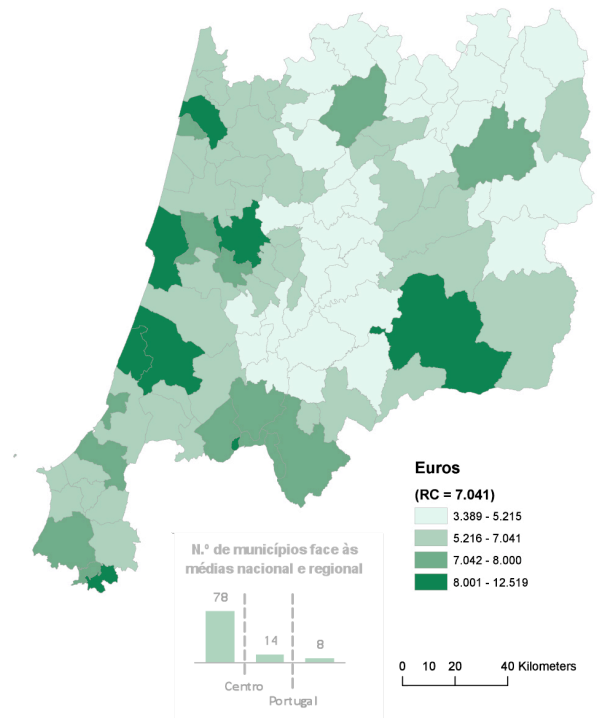 Euros
(RC = 7.041)
3.389 - 5.215
5.216 - 7.041
7.042 - 8.000
8.001 - 12.519
N.º de municípios face às
médias nacional e regional
78
14
8
Centro
Portugal
0 10 20 40 Kilometers